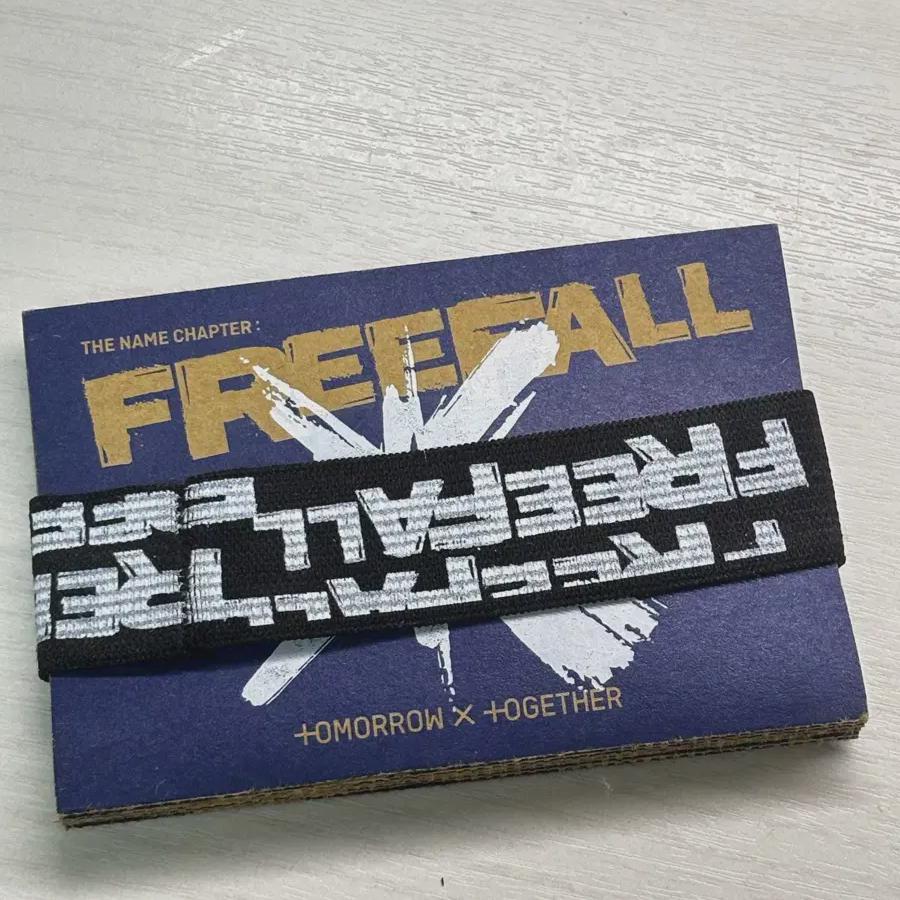 THE NAME CHAPTER:
FREEFALL
FREEFALL
FREEFALL
TOMORROW X TOGETHER